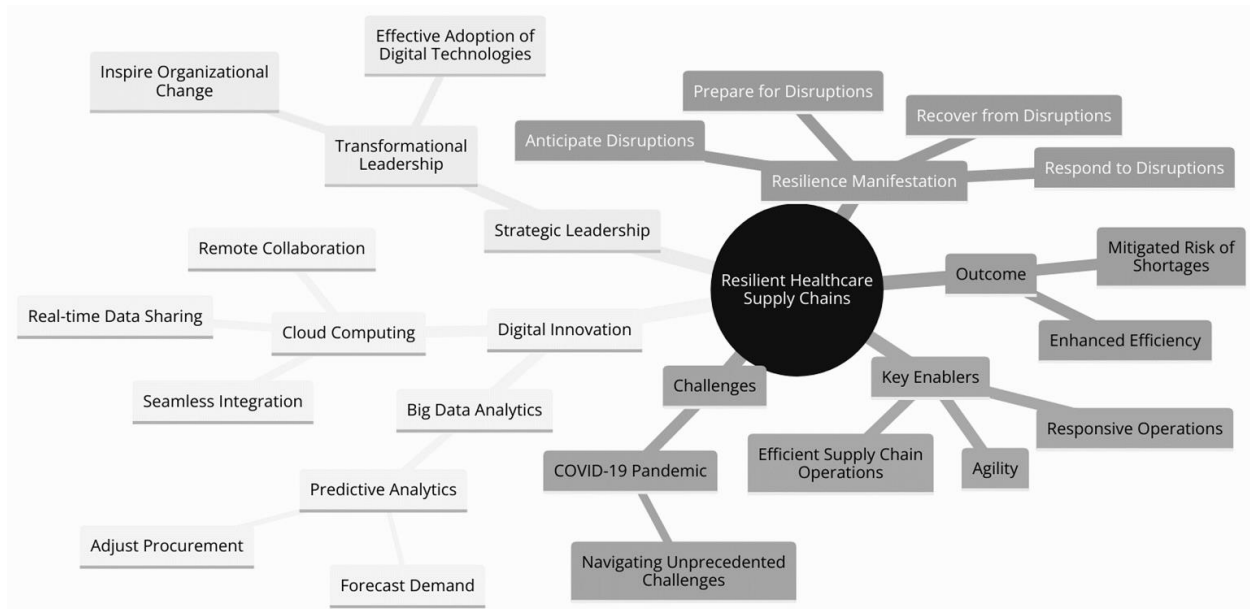 Effective Adoption of
Digital Technologies
Inspire Organizational
Change
Transformational
Leadership
Strategic Leadership
Prepare for Disruptions
Recover from Disruptions
Anticipate Disruptions
Respond to Disruptions
Resilience Manifestation
Resilient Healthcare
Supply Chains
Outcome
Mitigated Risk of
Shortages
Enhanced Efficiency
Remote Collaboration
Real-time Data Sharing
Cloud Computing
Digital Innovation
Seamless Integration
Big Data Analytics
Predictive Analytics
Adjust Procurement
Forecast Demand
Challenges
COVID-19 Pandemic
Navigating Unprecedented
Challenges
Key Enablers
Efficient Supply Chain
Operations
Agility
Responsive Operations